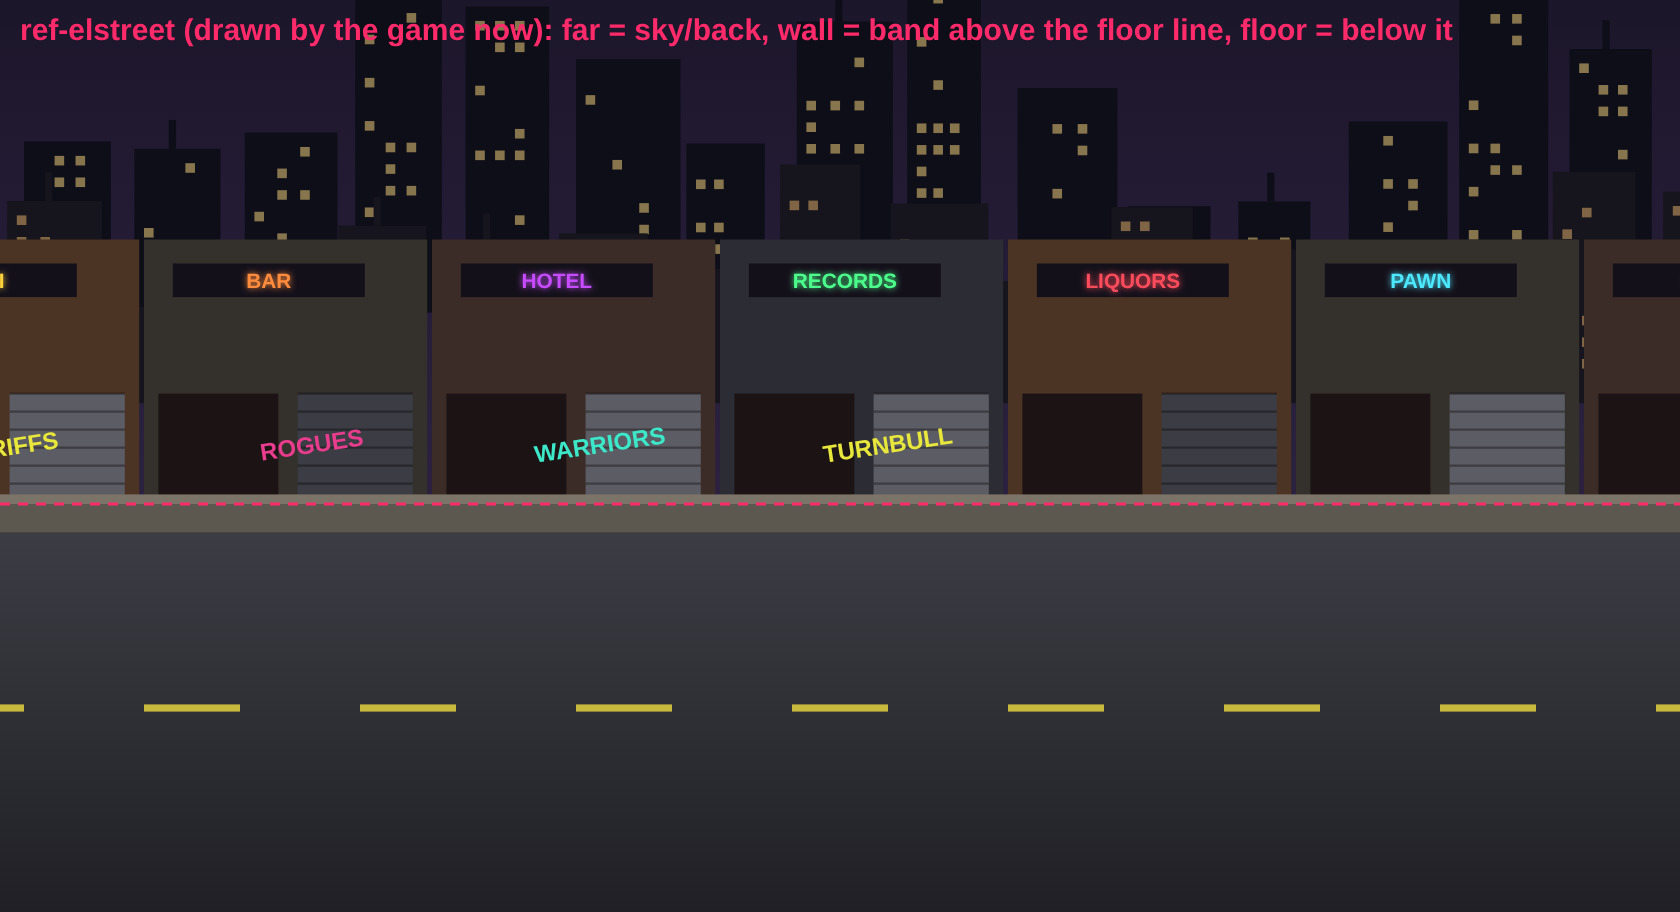 ref-elstreet (drawn by the game now): far = sky/back, wall = band above the floor line, floor = below it
BAR
HOTEL
RECORDS
LIQUORS
PAWN
RIFFS
ROGUES
WARRIORS
TURNBULL